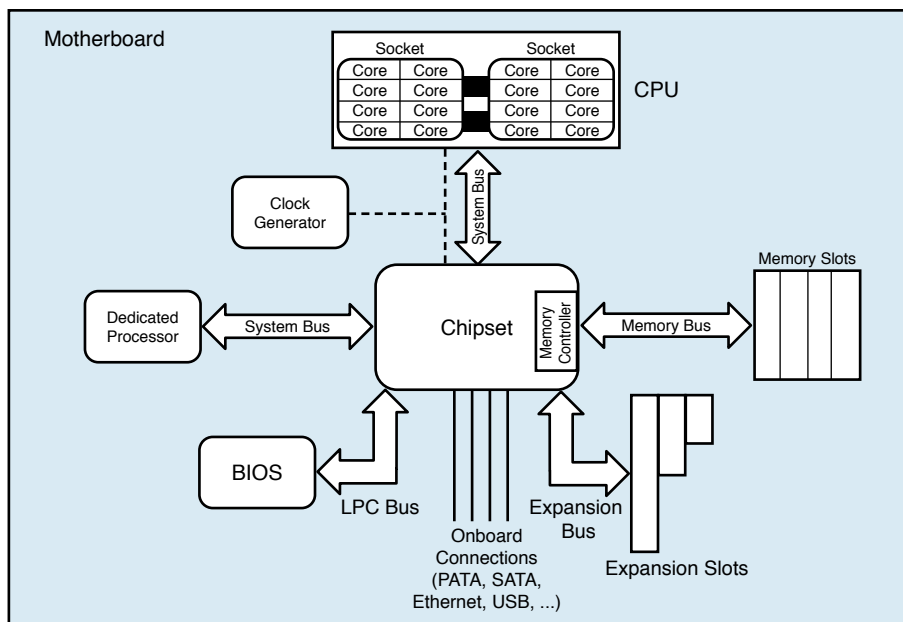 Motherboard
Socket
Socket
Core Core Core Core
Core Core Core Core
Core Core Core Core
Core Core Core Core
CPU
System Bus
Clock
Generator
Memory Slots
Dedicated
Processor
System Bus
Chipset
Memory
Controller
Memory Bus
BIOS
LPC Bus
Expansion
Bus
Onboard
Connections
(PATA, SATA,
Ethernet, USB, ...)
Expansion Slots